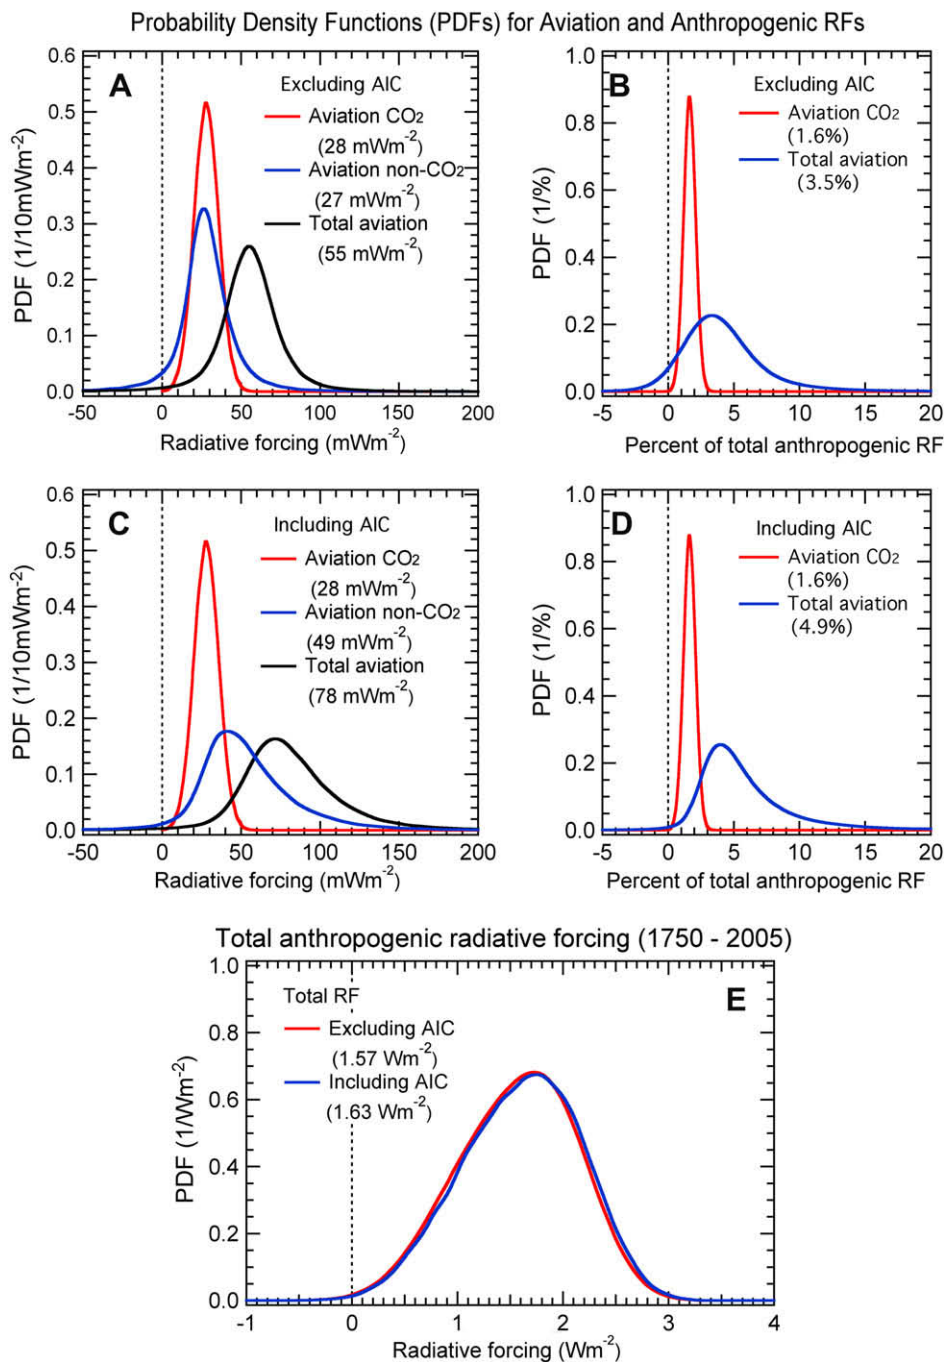 Probability Density Functions (PDFs) for Aviation and Anthropogenic RFs
A
Excluding AIC
Aviation CO₂
(28 mWm⁻²)
Aviation non-CO₂
(27 mWm⁻²)
Total aviation
(55 mWm⁻²)
PDF (1/10mWm⁻²)
0.6
0.5
0.4
0.3
0.2
0.1
0.0
-50
0
50
100
150
200
Radiative forcing (mWm⁻²)
B
Excluding AIC
Aviation CO₂
(1.6%)
Total aviation
(3.5%)
PDF (1/%)
1.0
0.8
0.6
0.4
0.2
0.0
-5
0
5
10
15
20
Percent of total anthropogenic RF
C
Including AIC
Aviation CO₂
(28 mWm⁻²)
Aviation non-CO₂
(49 mWm⁻²)
Total aviation
(78 mWm⁻²)
PDF (1/10mWm⁻²)
0.6
0.5
0.4
0.3
0.2
0.1
0.0
-50
0
50
100
150
200
Radiative forcing (mWm⁻²)
D
Including AIC
Aviation CO₂
(1.6%)
Total aviation
(4.9%)
PDF (1/%)
1.0
0.8
0.6
0.4
0.2
0.0
-5
0
5
10
15
20
Percent of total anthropogenic RF
Total anthropogenic radiative forcing (1750 - 2005)
E
Total RF
Excluding AIC
(1.57 Wm⁻²)
Including AIC
(1.63 Wm⁻²)
PDF (1/Wm⁻²)
1.0
0.8
0.6
0.4
0.2
0.0
-1
0
1
2
3
4
Radiative forcing (Wm⁻²)